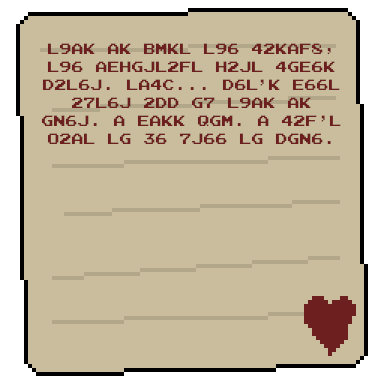 L9AK AK BMKL L96 42KAF8,
L96 AEHGJL2FL H2JL 4GE6K
D2L6J. LA4C... D6L'K E66L
27L6J 2DD G7 L9AK AK
GN6J. A EAKK QGM. A 42F'L
O2AL LG 36 7J66 LG DGN6.